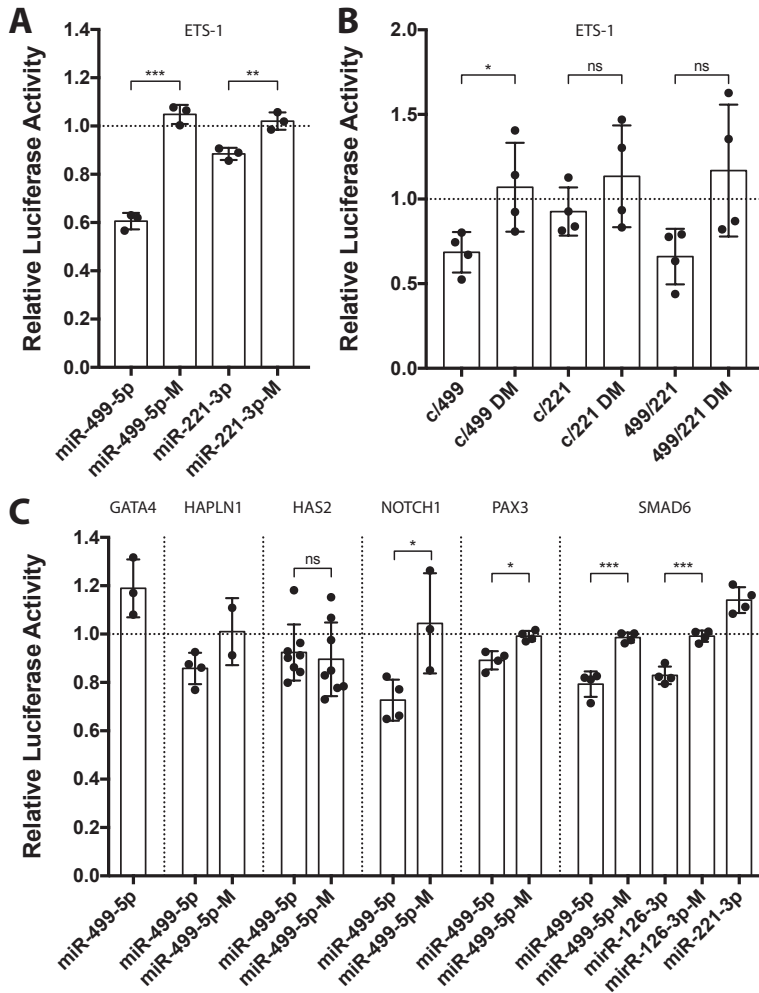 A
ETS-1
Relative Luciferase Activity
1.4
1.2
1.0
0.8
0.6
0.4
0.2
0.0
***
**
miR-499-5p
miR-499-5p-M
miR-221-3p
miR-221-3p-M
B
ETS-1
Relative Luciferase Activity
2.0
1.5
1.0
0.5
0.0
*
ns
ns
c/499
c/499 DM
c/221
c/221 DM
499/221
499/221 DM
C
GATA4 HAPLN1 HAS2 NOTCH1 PAX3 SMAD6
Relative Luciferase Activity
1.4
1.2
1.0
0.8
0.6
0.4
0.2
0.0
ns
*
*
***
***
miR-499-5p
miR-499-5p
miR-499-5p-M
miR-499-5p
miR-499-5p-M
miR-499-5p
miR-499-5p-M
miR-499-5p
miR-499-5p-M
miR-499-5p
miR-499-5p-M
mirR-126-3p
mirR-126-3p-M
miR-221-3p